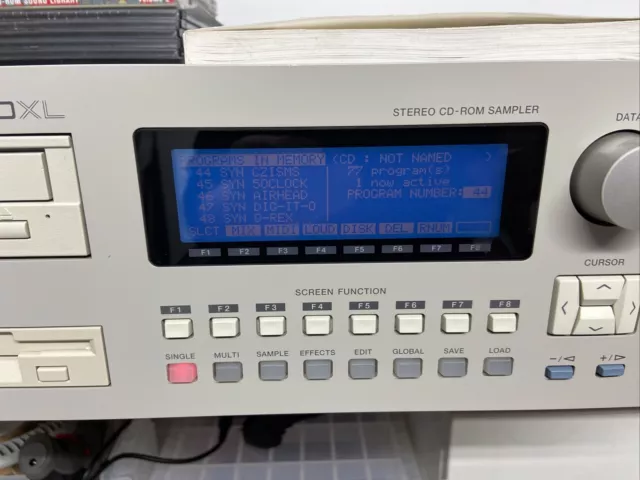 SOUND LIBRARY
0XL
STEREO CD-ROM SAMPLER
DATA
PROGRAMS IN MEMORY (CD : NOT NAMED )
44 SYN C2ISMS 77 program(s)
45 SYN 5OCLOCK 1 now active
46 SYN AIRHEAD PROGRAM NUMBER: 44
47 SYN DIG-IT-O
48 SYN D-REX
SLCT MIX MIDI LOUD DISK DEL. RNUM
F1 F2 F3 F4 F5 F6 F7 F8
CURSOR
SCREEN FUNCTION
F1 F2 F3 F4 F5 F6 F7 F8
SINGLE MULTI SAMPLE EFFECTS EDIT GLOBAL SAVE LOAD
−/◁ +/▷